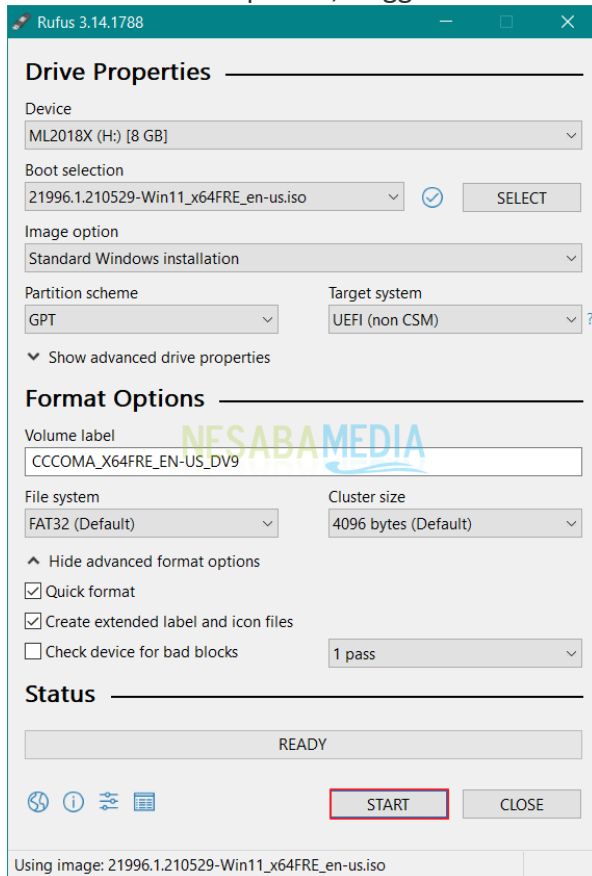 Rufus 3.14.1788
Drive Properties
Device
ML2018X (H:) [8 GB]
Boot selection
21996.1.210529-Win11_x64FRE_en-us.iso
SELECT
Image option
Standard Windows installation
Partition scheme Target system
GPT UEFI (non CSM) ?
Show advanced drive properties
Format Options
NESABAMEDIA
Volume label
CCCOMA_X64FRE_EN-US_DV9
File system Cluster size
FAT32 (Default) 4096 bytes (Default)
Hide advanced format options
Quick format
Create extended label and icon files
Check device for bad blocks 1 pass
Status
READY
START CLOSE
Using image: 21996.1.210529-Win11_x64FRE_en-us.iso